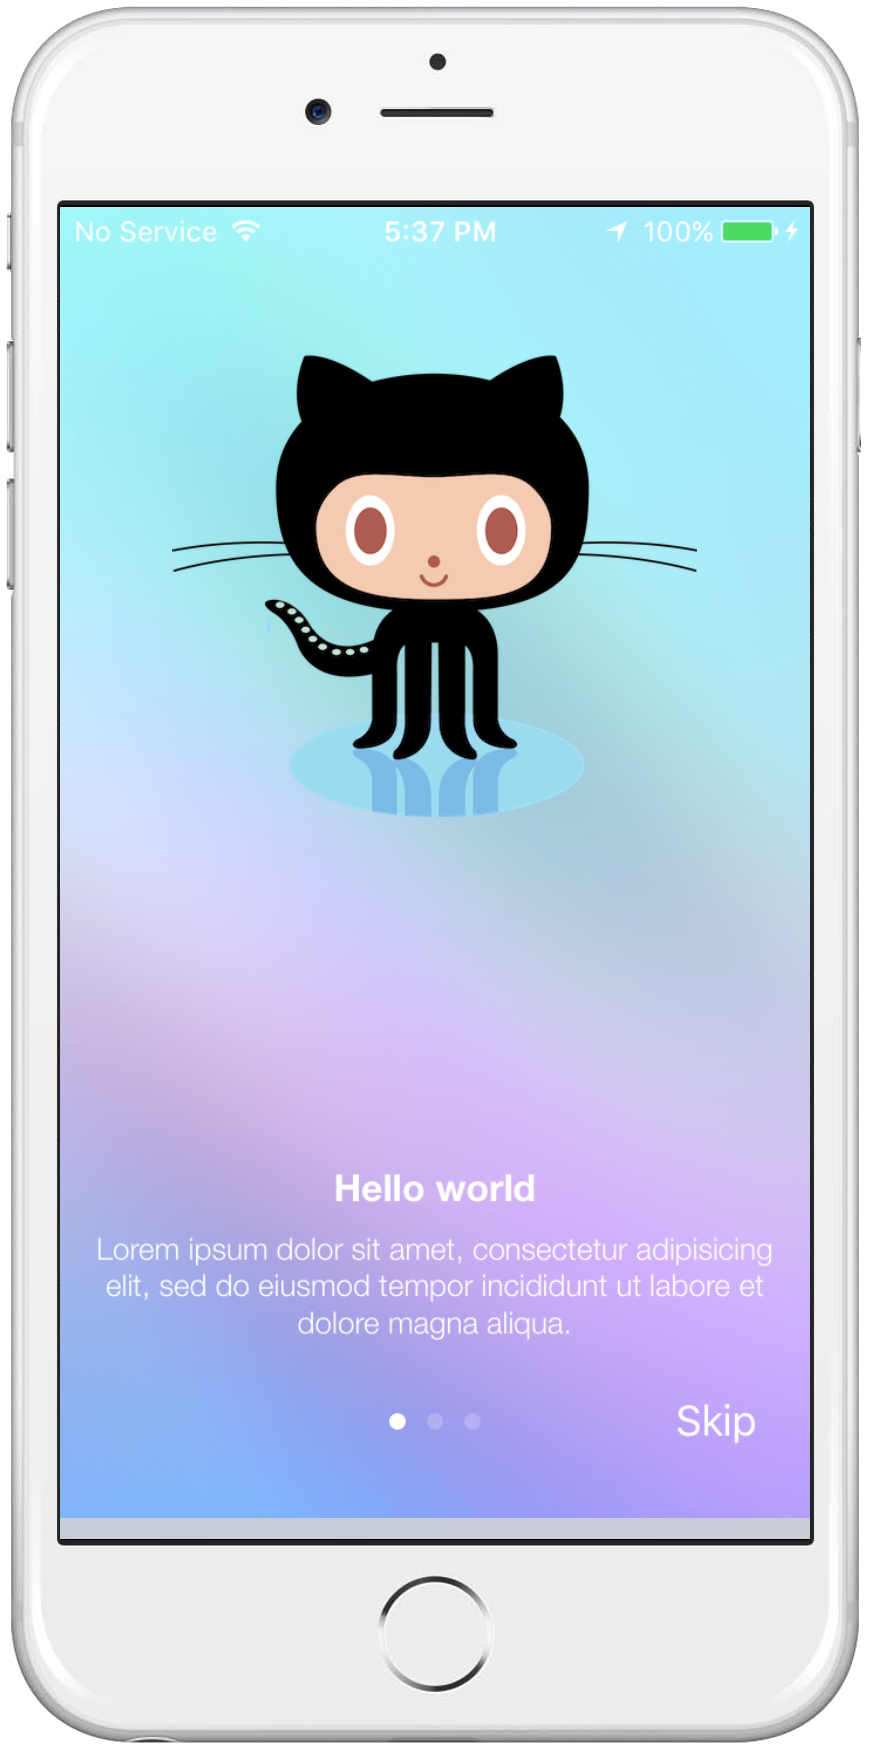 No Service 5:37 PM 100%
Hello world
Lorem ipsum dolor sit amet, consectetur adipisicing
elit, sed do eiusmod tempor incididunt ut labore et
dolore magna aliqua.
Skip